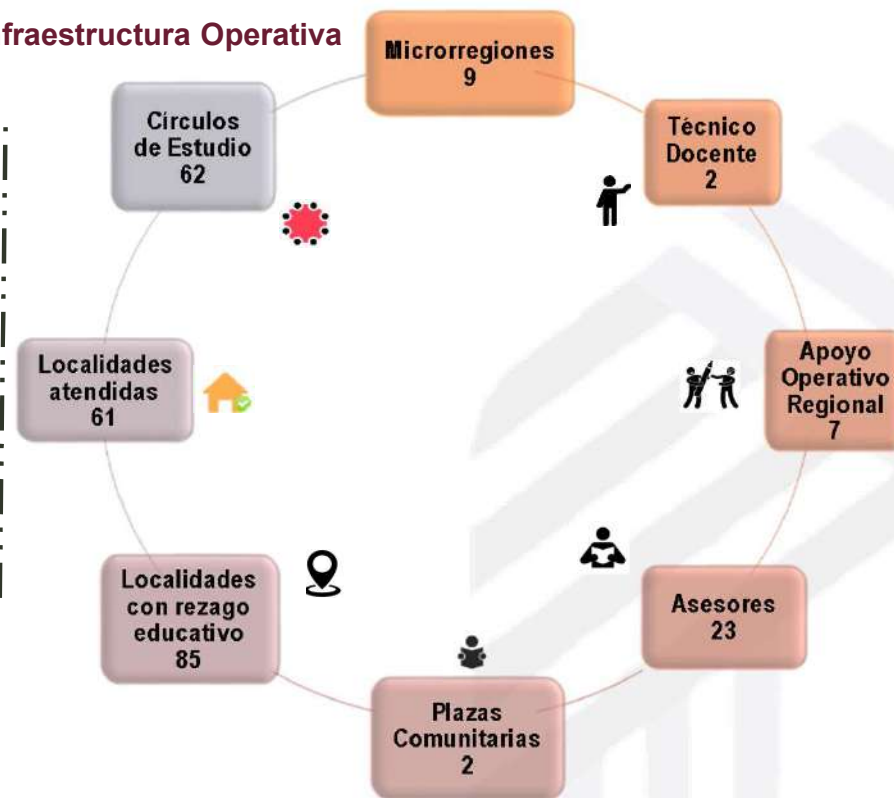 fraestructura Operativa
Microrregiones
9
Técnico
Docente
2
Apoyo
Operativo
Regional
7
Asesores
23
Plazas
Comunitarias
2
Localidades
con rezago
educativo
85
Localidades
atendidas
61
Círculos
de Estudio
62